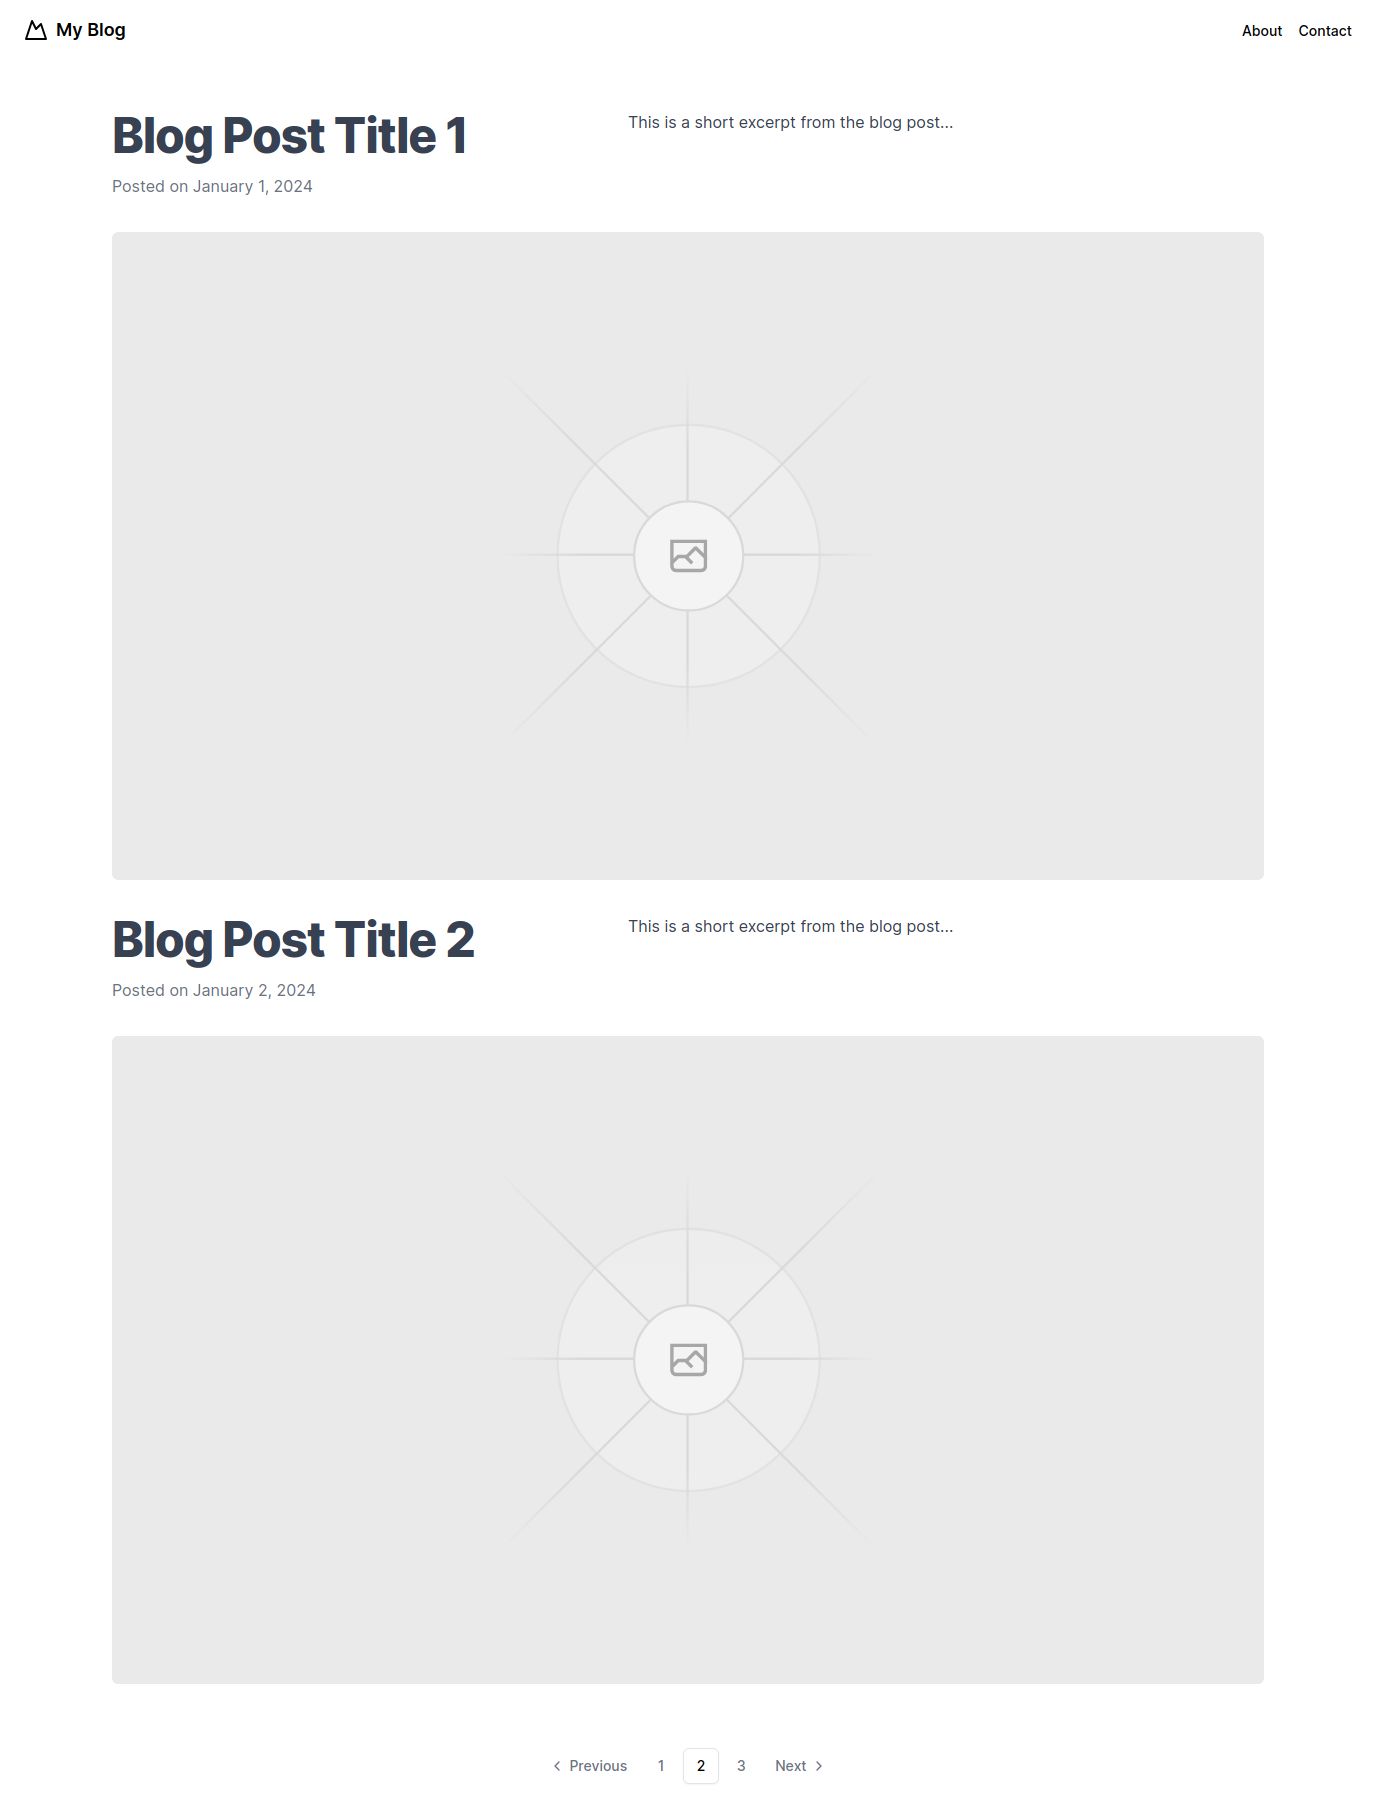 My Blog
About Contact
Blog Post Title 1
Posted on January 1, 2024
This is a short excerpt from the blog post...
Blog Post Title 2
Posted on January 2, 2024
This is a short excerpt from the blog post...
Previous 1 2 3 Next